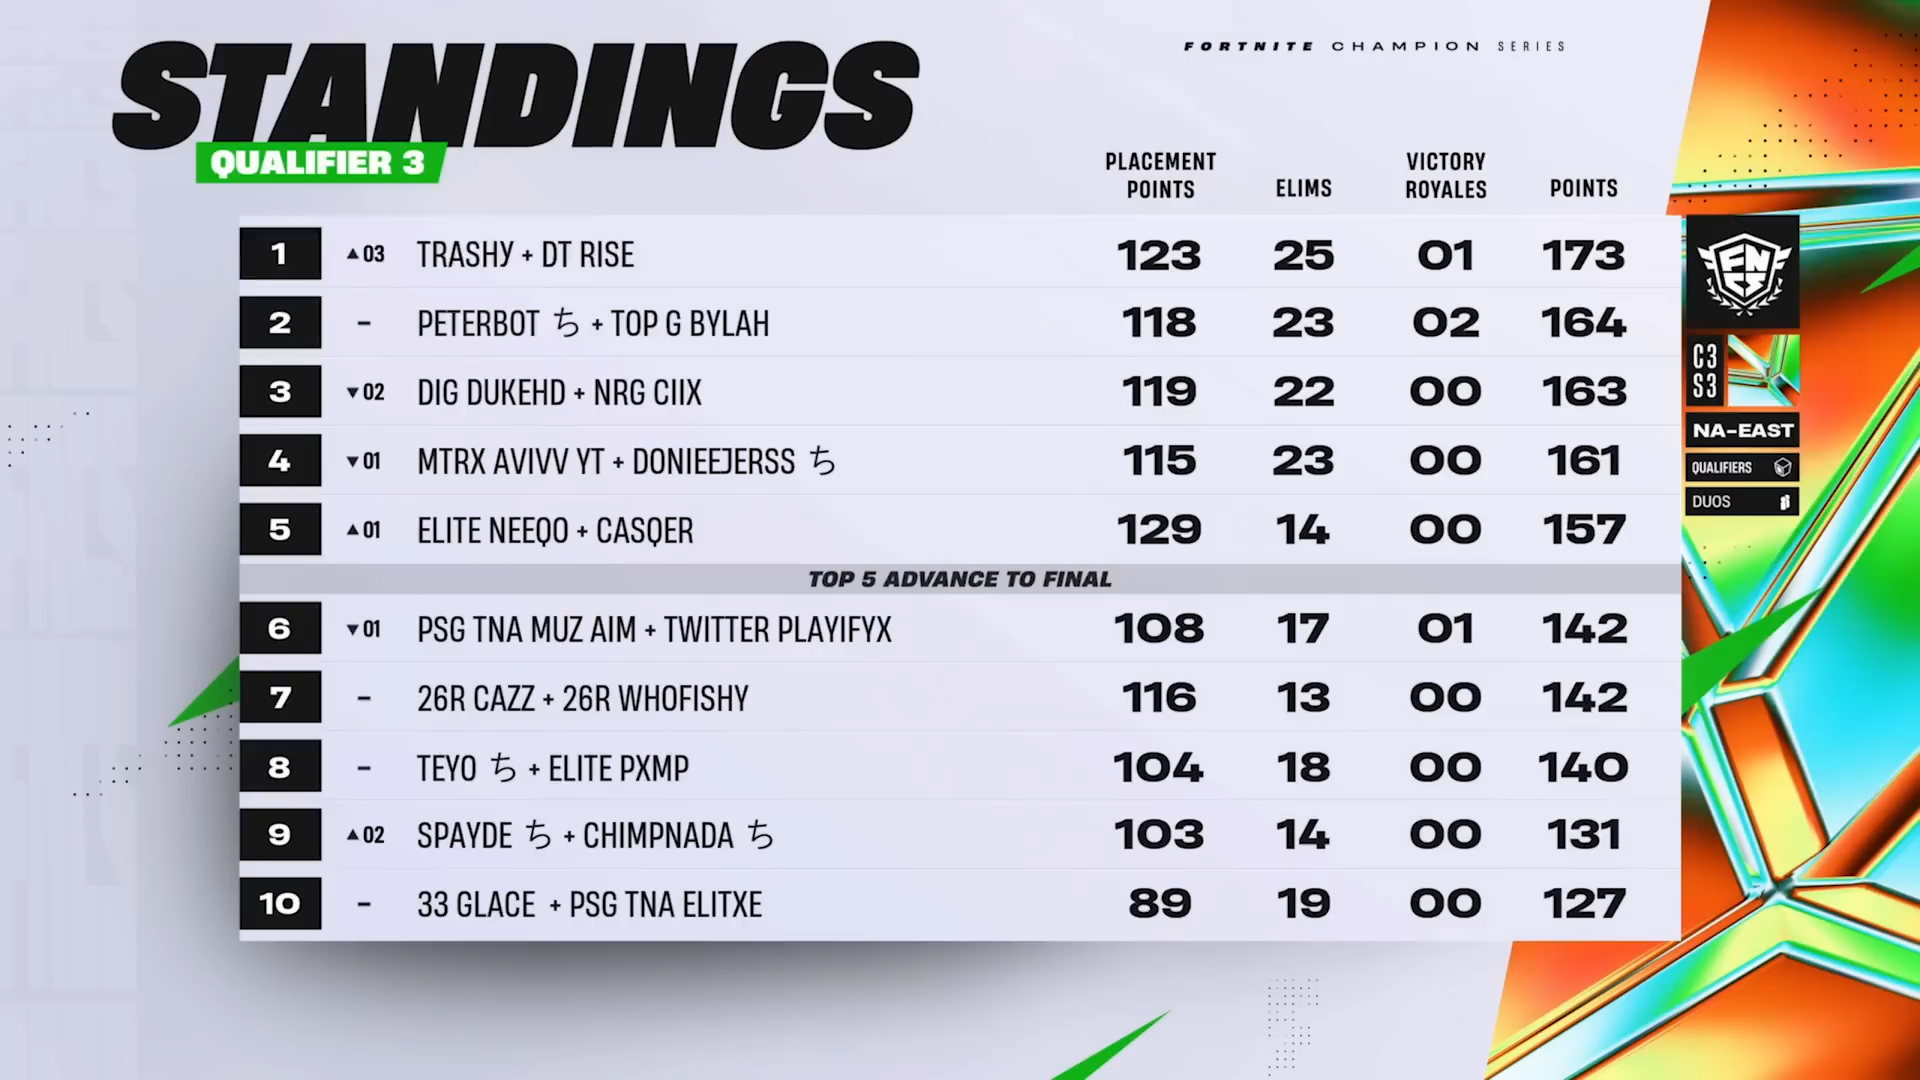 STANDINGS
QUALIFIER 3
FORTNITE CHAMPION SERIES
PLACEMENT POINTS ELIMS VICTORY ROYALES POINTS
1 ▲03 TRASHY + DT RISE 123 25 01 173
2 - PETERBOT ち + TOP G BYLAH 118 23 02 164
3 ▼02 DIG DUKEHD + NRG CIIX 119 22 00 163
4 ▼01 MTRX AVIVV YT + DONIEEJERSS ち 115 23 00 161
5 ▲01 ELITE NEEQO + CASQER 129 14 00 157
TOP 5 ADVANCE TO FINAL
6 ▼01 PSG TNA MUZ AIM + TWITTER PLAYIFYX 108 17 01 142
7 - 26R CAZZ + 26R WHOFISHY 116 13 00 142
8 - TEYO ち + ELITE PXMP 104 18 00 140
9 ▲02 SPAYDE ち + CHIMPNADA ち 103 14 00 131
10 - 33 GLACE + PSG TNA ELITXE 89 19 00 127
FNCS
C3
S3
NA-EAST
QUALIFIERS
DUOS